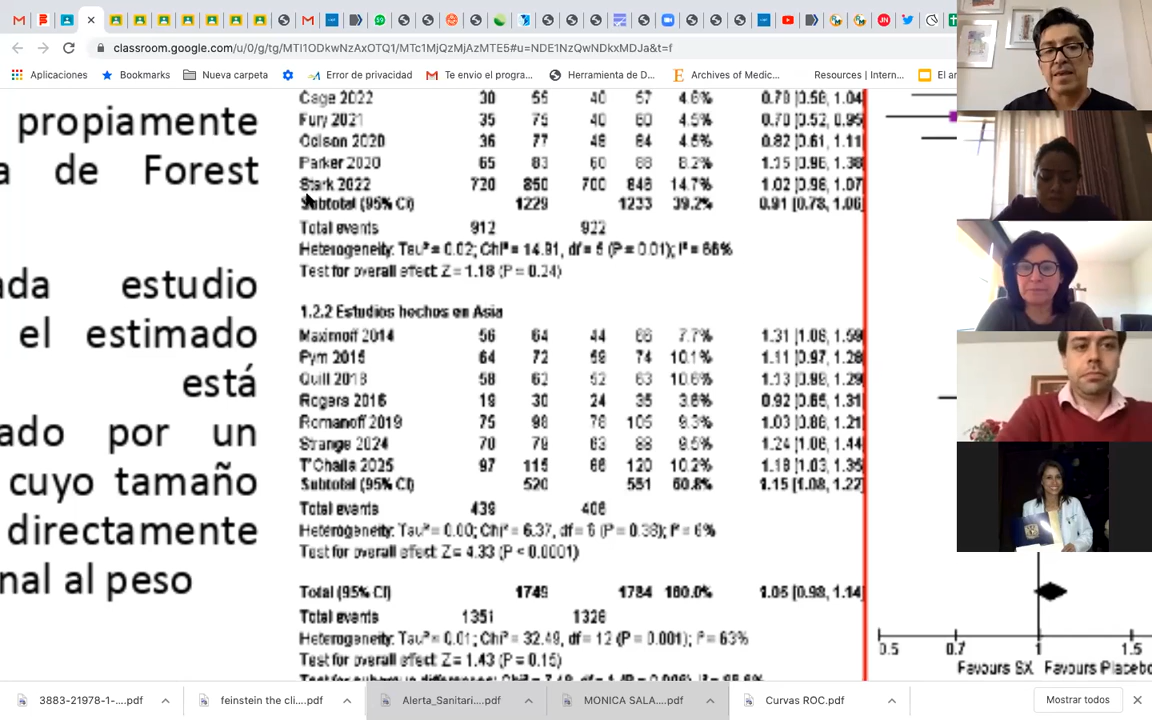 classroom.google.com/u/0/g/tg/MTI1ODkwNzAxOTQ1/MTc1MjQzMjAzMTE5#u=NDE1NzQwNDkxMDJa&t=f
Aplicaciones Bookmarks Nueva carpeta Error de privacidad Te envio el progra... Herramienta de D... Archives of Medic... Resources | Intern... El ar
propiamente
a de Forest
ada estudio
el estimado
está
ado por un
cuyo tamaño
directamente
nal al peso
Cage 2022 30 55 40 57 4.6% 0.78 [0.58, 1.04]
Fury 2021 35 75 40 60 4.5% 0.70 [0.52, 0.95]
Coulson 2020 36 77 48 84 4.5% 0.82 [0.61, 1.11]
Parker 2020 65 83 60 88 8.2% 1.15 [0.96, 1.38]
Stark 2022 720 850 700 848 14.7% 1.02 [0.98, 1.07]
Subtotal (95% CI) 1229 1233 39.2% 0.91 [0.78, 1.06]
Total events 912 922
Heterogeneity: Tau² = 0.02; Chi² = 14.91, df = 5 (P = 0.01); I² = 66%
Test for overall effect: Z = 1.18 (P = 0.24)
1.2.2 Estudios hechos en Asia
Maximoff 2014 56 64 44 66 7.7% 1.31 [1.08, 1.59]
Pym 2015 64 72 59 74 10.1% 1.11 [0.97, 1.28]
Quill 2018 58 62 52 63 10.6% 1.13 [0.99, 1.29]
Rogers 2016 19 30 24 35 3.6% 0.92 [0.65, 1.31]
Romanoff 2019 75 98 78 105 9.3% 1.03 [0.88, 1.21]
Strange 2024 70 79 63 88 9.5% 1.24 [1.06, 1.44]
T'Challa 2025 97 115 86 120 10.2% 1.18 [1.03, 1.35]
Subtotal (95% CI) 520 551 60.8% 1.15 [1.08, 1.22]
Total events 439 406
Heterogeneity: Tau² = 0.00; Chi² = 6.37, df = 6 (P = 0.38); I² = 6%
Test for overall effect: Z = 4.33 (P < 0.0001)
Total (95% CI) 1749 1784 100.0% 1.06 [0.98, 1.14]
Total events 1351 1328
Heterogeneity: Tau² = 0.01; Chi² = 32.49, df = 12 (P = 0.001); I² = 63%
Test for overall effect: Z = 1.43 (P = 0.15)
0.5 0.7 1 1.5
Favours SX Favours Placebo
3883-21978-1-....pdf feinstein the cli....pdf Alerta_Sanitari....pdf MONICA SALA....pdf Curvas ROC.pdf Mostrar todos